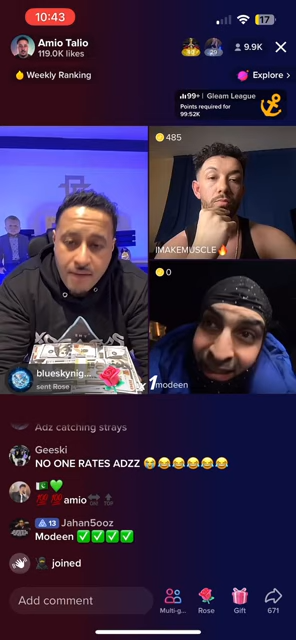 10:43
17
Amio Talio
119.0K likes
9.9K
Weekly Ranking
Explore >
99+ | Gleam League
Points required for
99:52K
485
IMAKEMUSCLE🔥
0
blueskynig...
sent Rose
x 1
modeen
Adz catching strays
Geeski
NO ONE RATES ADZZ 😭😂😂😂😂😂
🇵🇰💚
💯💯amio🔛🔝
13 Jahan5ooz
Modeen ✅✅✅✅
joined
Add comment
Multi-g...
Rose
Gift
671